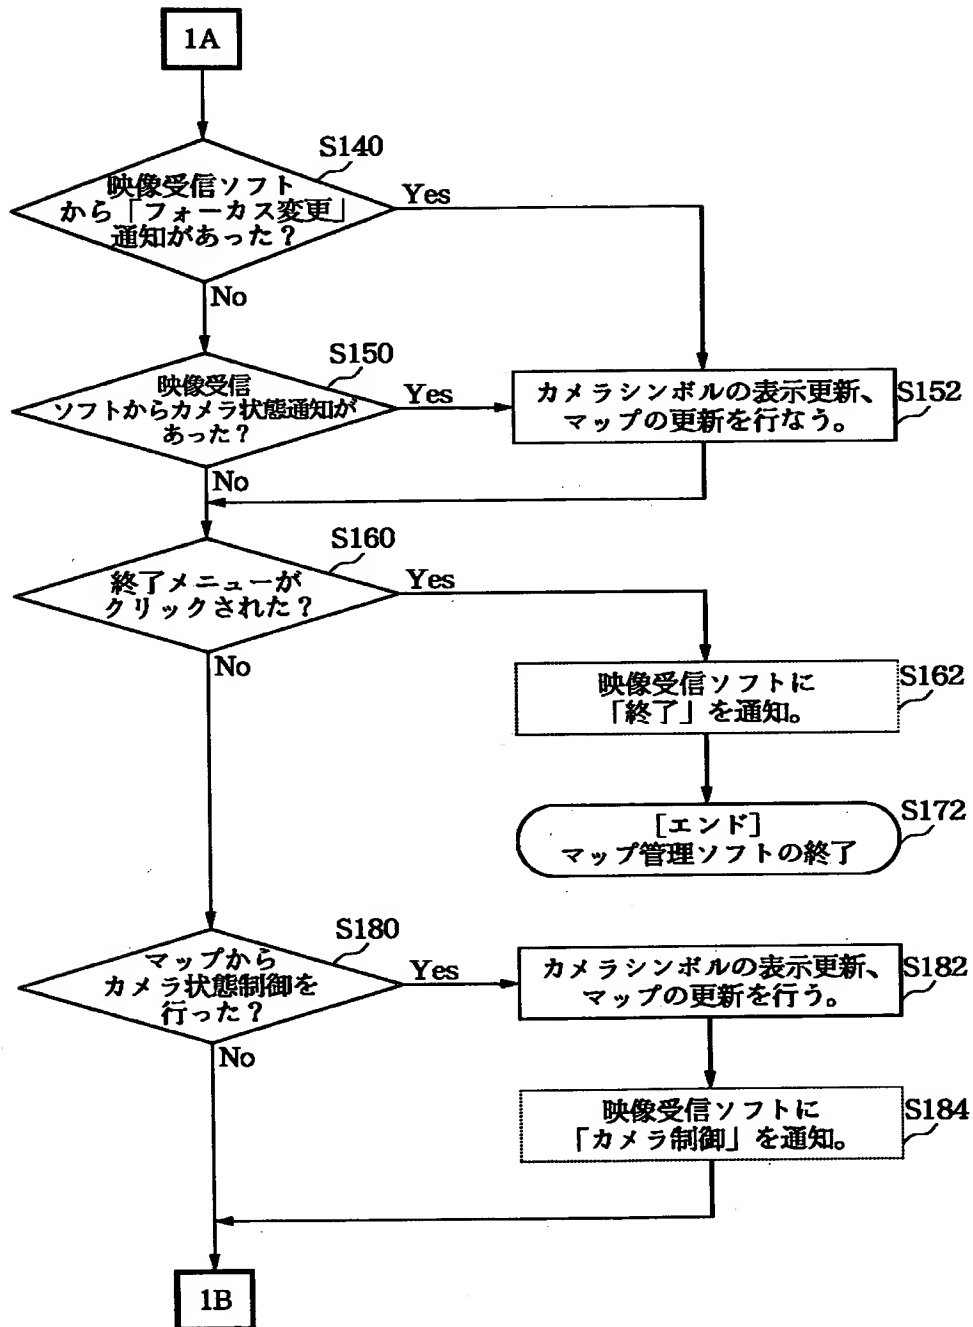 1A
S140
映像受信ソフト
から「フォーカス変更」
通知があった？
Yes
No
S150
映像受信
ソフトからカメラ状態通知が
あった？
Yes
カメラシンボルの表示更新、
マップの更新を行なう。
S152
No
S160
終了メニューが
クリックされた？
Yes
No
映像受信ソフトに
「終了」を通知。
S162
[エンド]
マップ管理ソフトの終了
S172
S180
マップから
カメラ状態制御を
行った？
Yes
カメラシンボルの表示更新、
マップの更新を行う。
S182
No
映像受信ソフトに
「カメラ制御」を通知。
S184
1B